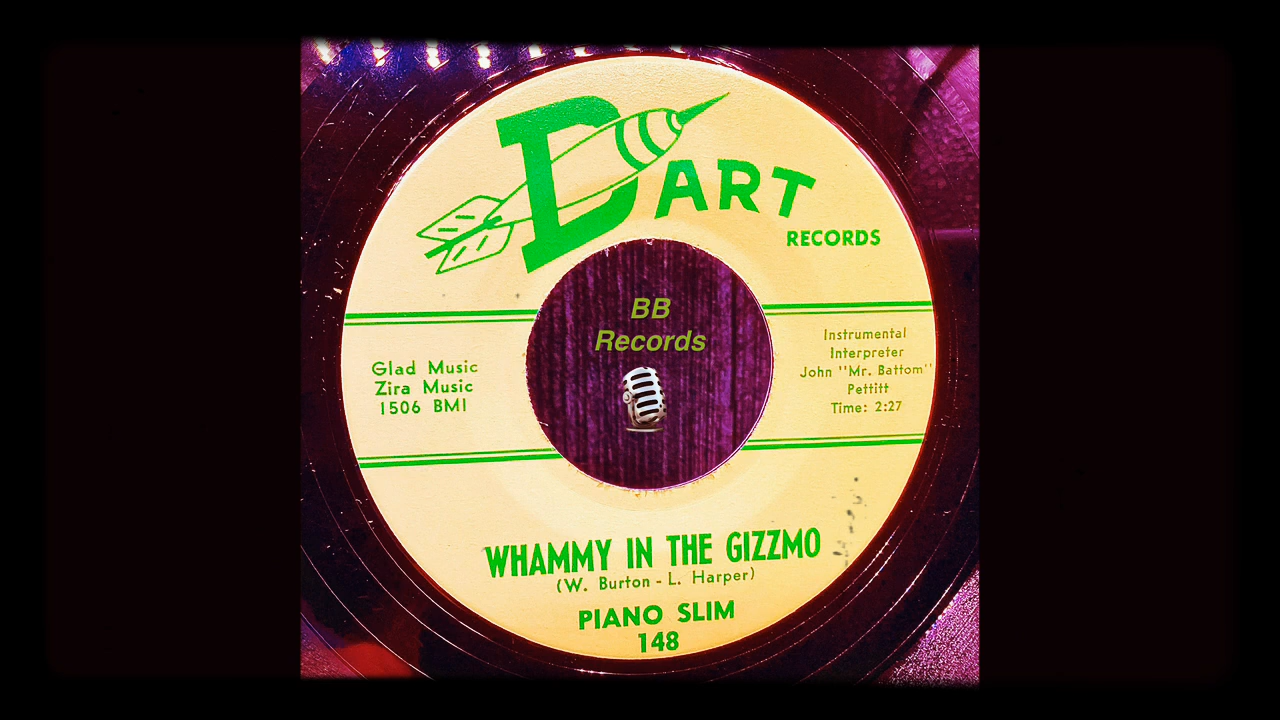 DART
RECORDS
BB
Records
Glad Music
Zira Music
1506 BMI
Instrumental
Interpreter
John "Mr. Battom"
Pettitt
Time: 2:27
WHAMMY IN THE GIZZMO
(W. Burton - L. Harper)
PIANO SLIM
148